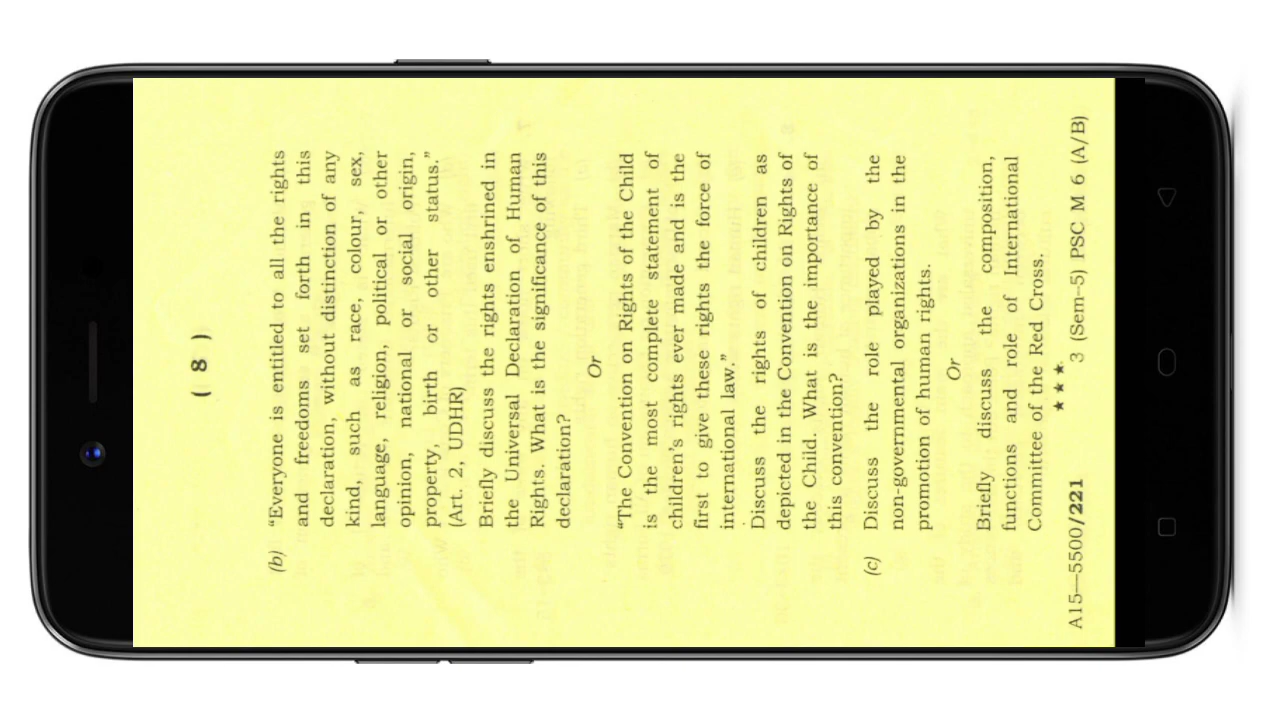 ( 8 )
(b) “Everyone is entitled to all the rights
and freedoms set forth in this
declaration, without distinction of any
kind, such as race, colour, sex,
language, religion, political or other
opinion, national or social origin,
property, birth or other status.”
(Art. 2, UDHR)
Briefly discuss the rights enshrined in
the Universal Declaration of Human
Rights. What is the significance of this
declaration?
Or
“The Convention on Rights of the Child
is the most complete statement of
children’s rights ever made and is the
first to give these rights the force of
international law.”
Discuss the rights of children as
depicted in the Convention on Rights of
the Child. What is the importance of
this convention?
(c) Discuss the role played by the
non-governmental organizations in the
promotion of human rights.
Or
Briefly discuss the composition,
functions and role of International
Committee of the Red Cross.
★★★
A15—5500/221 3 (Sem–5) PSC M 6 (A/B)